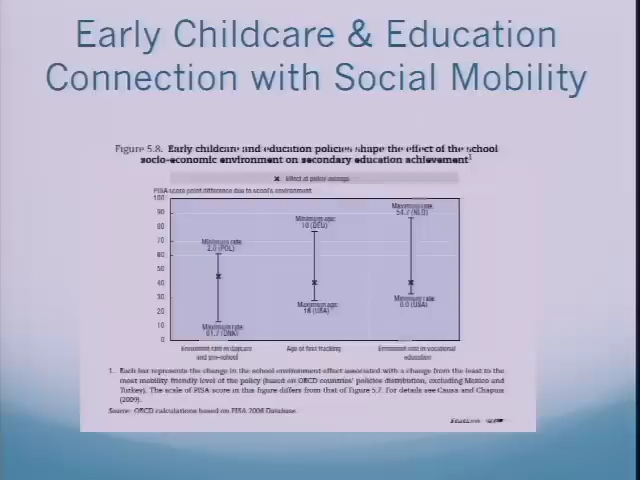 Early Childcare & Education
Connection with Social Mobility
Figure 5.8. Early childcare and education policies shape the effect of the school
socio-economic environment on secondary education achievement1
Effect at policy average
PISA score point difference due to school's environment
100
90
80
70
60
50
40
30
20
10
0
Minimum rate:
2.0 (POL)
Maximum rate:
61.7 (DNK)
Minimum age:
10 (DEU)
Maximum age:
16 (USA)
Maximum rate:
54.7 (NLD)
Minimum rate:
0.0 (USA)
Enrolment rate in daycare
and pre-school
Age of first tracking
Enrolment rate in vocational
education
1. Each bar represents the change in the school environment effect associated with a change from the least to the
most mobility friendly level of the policy (based on OECD countries' policies distribution, excluding Mexico and
Turkey). The scale of PISA score in this figure differs from that of Figure 5.7. For details see Causa and Chapuis
(2009).
Source: OECD calculations based on PISA 2006 Database.